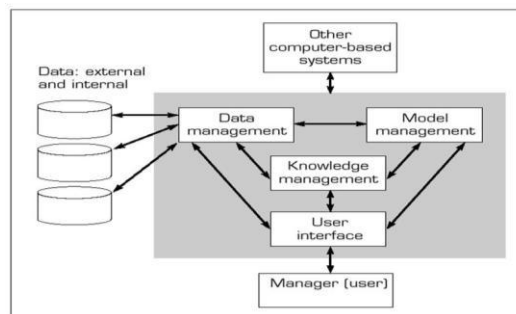 Other
computer-based
systems
Data: external
and internal
Data
management
Model
management
Knowledge
management
User
interface
Manager (user)